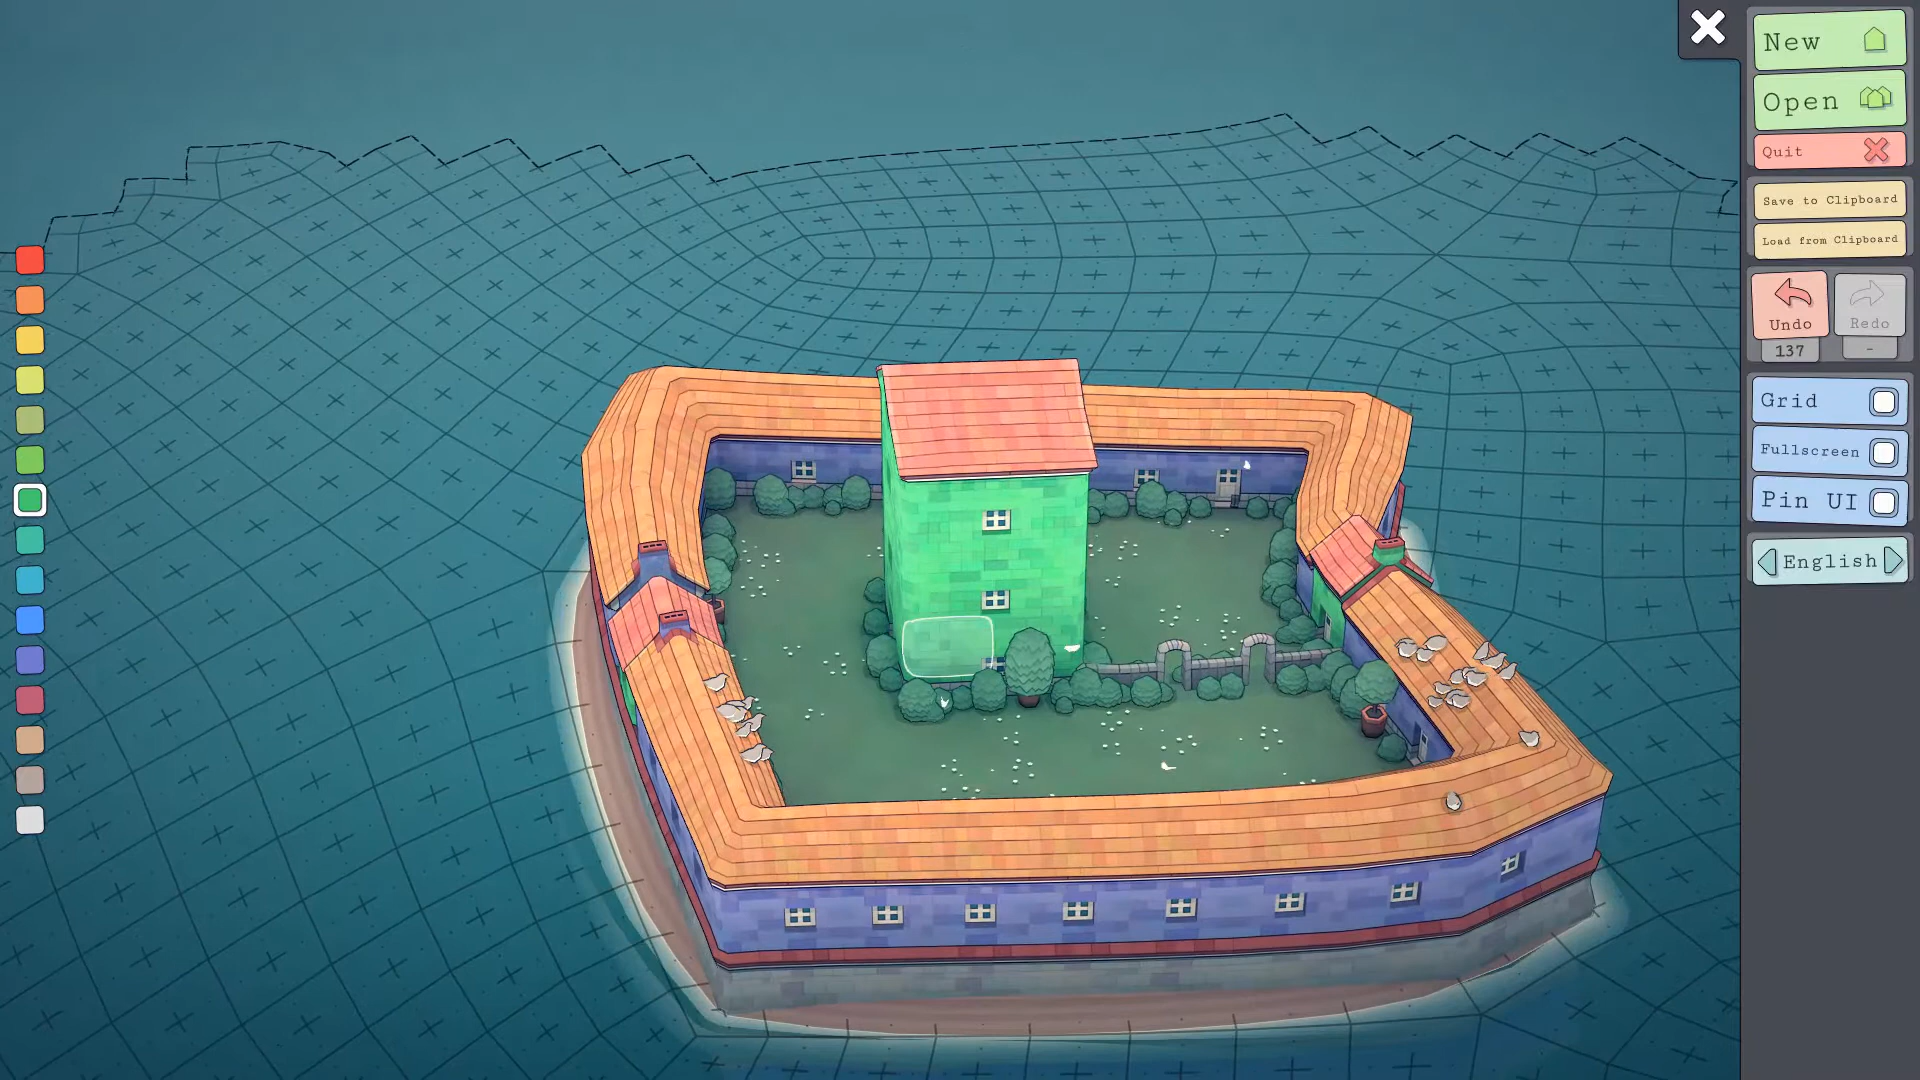 New
Open
Quit
Save to Clipboard
Load from Clipboard
Undo
Redo
137
-
Grid
Fullscreen
Pin UI
English